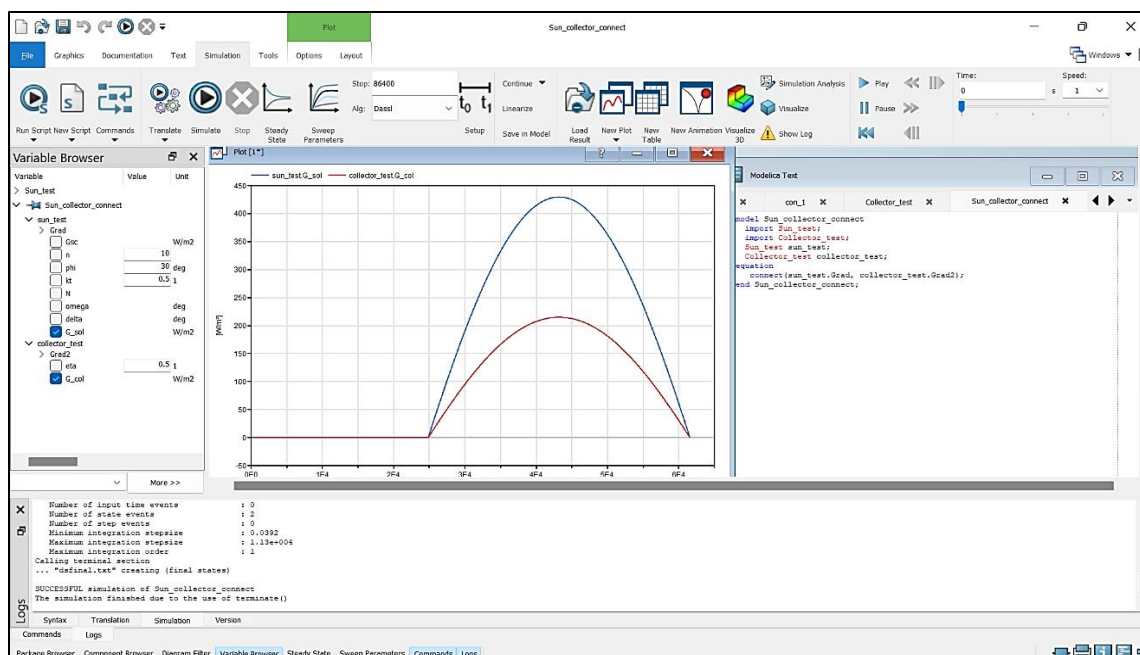 Plot
Sun_collector_connect
File Graphics Documentation Text Simulation Tools Options Layout Windows
Stop: 86400
Alg: Dassl
Continue
Linearize
Save in Model
Run Script New Script Commands Translate Simulate Stop Steady State Sweep Parameters
t0 t1
Setup
Load Result New Plot New Table New Animation Visualize 3D
Simulation Analysis
Visualize
Show Log
Play
Pause
Time:
0 s
Speed:
1
Variable Browser
Variable Value Unit
Sun_test
Sun_collector_connect
sun_test
Grad
Gsc W/m2
n 10
phi 30 deg
kt 0.5 1
N
omega deg
delta deg
G_sol W/m2
collector_test
Grad2
eta 0.5 1
G_col W/m2
More >>
Plot [1*]
sun_test.G_sol collector_test.G_col
450
400
350
300
250
200
150
100
50
0
-50
[W/m²]
0E0 1E4 2E4 3E4 4E4 5E4 6E4
Modelica Text
con_1 Collector_test Sun_collector_connect
model Sun_collector_connect
import Sun_test;
import Collector_test;
Sun_test sun_test;
Collector_test collector_test;
equation
connect(sun_test.Grad, collector_test.Grad2);
end Sun_collector_connect;
Number of input time events : 0
Number of state events : 2
Number of step events : 0
Minimum integration stepsize : 0.0392
Maximum integration stepsize : 1.13e+004
Maximum integration order : 1
Calling terminal section
... "dsfinal.txt" creating (final states)
SUCCESSFUL simulation of Sun_collector_connect
The simulation finished due to the use of terminate()
Logs
Syntax Translation Simulation Version
Commands Logs
Package Browser Component Browser Diagram Filter Variable Browser Steady State Sweep Parameters Commands Logs